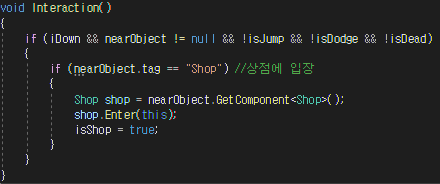 void Interaction()
{
if (iDown && nearObject != null && !isJump && !isDodge && !isDead)
{
if (nearObject.tag == "Shop") //상점에 입장
{
Shop shop = nearObject.GetComponent<Shop>();
shop.Enter(this);
isShop = true;
}
}
}